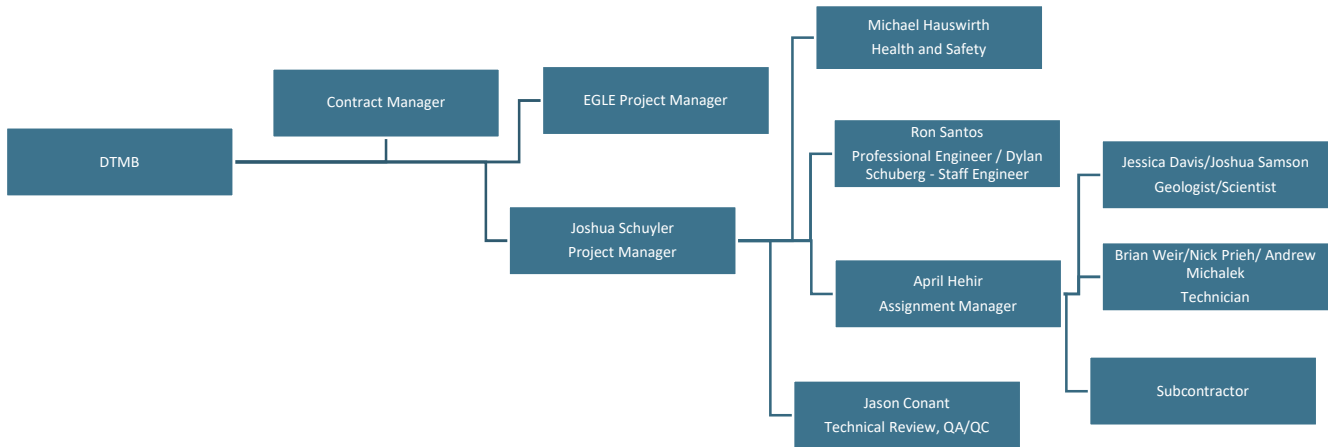 DTMB
Contract Manager
EGLE Project Manager
Joshua Schuyler
Project Manager
Michael Hauswirth
Health and Safety
Ron Santos
Professional Engineer / Dylan
Schuberg - Staff Engineer
April Hehir
Assignment Manager
Jason Conant
Technical Review, QA/QC
Jessica Davis/Joshua Samson
Geologist/Scientist
Brian Weir/Nick Prieh/ Andrew
Michalek
Technician
Subcontractor